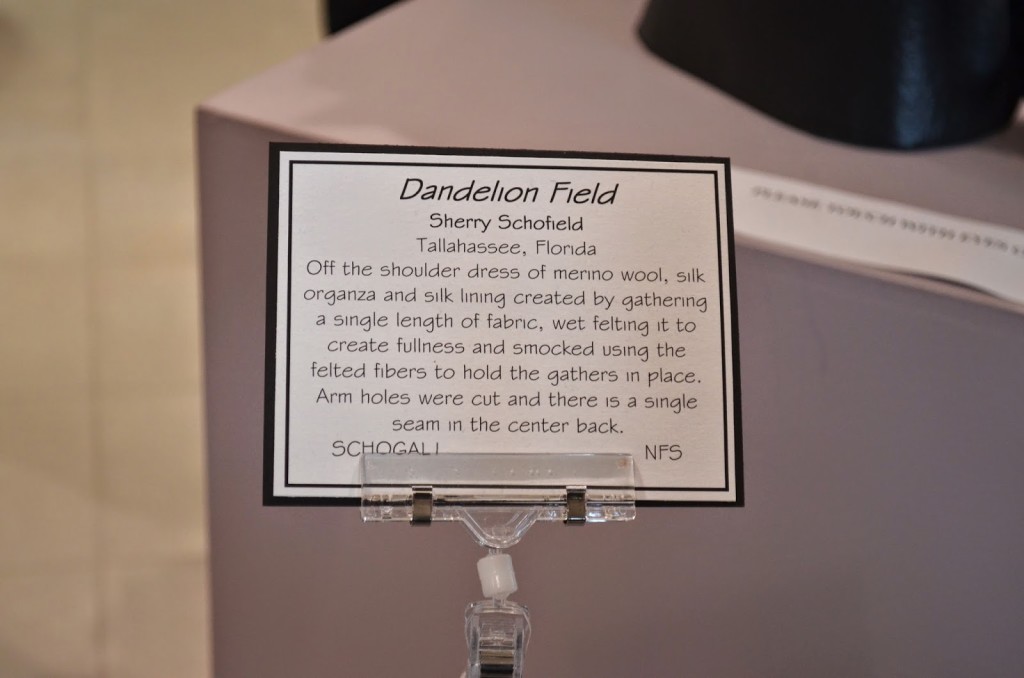 Dandelion Field
Sherry Schofield
Tallahassee, Florida
Off the shoulder dress of merino wool, silk
organza and silk lining created by gathering
a single length of fabric, wet felting it to
create fullness and smocked using the
felted fibers to hold the gathers in place.
Arm holes were cut and there is a single
seam in the center back.
NFS